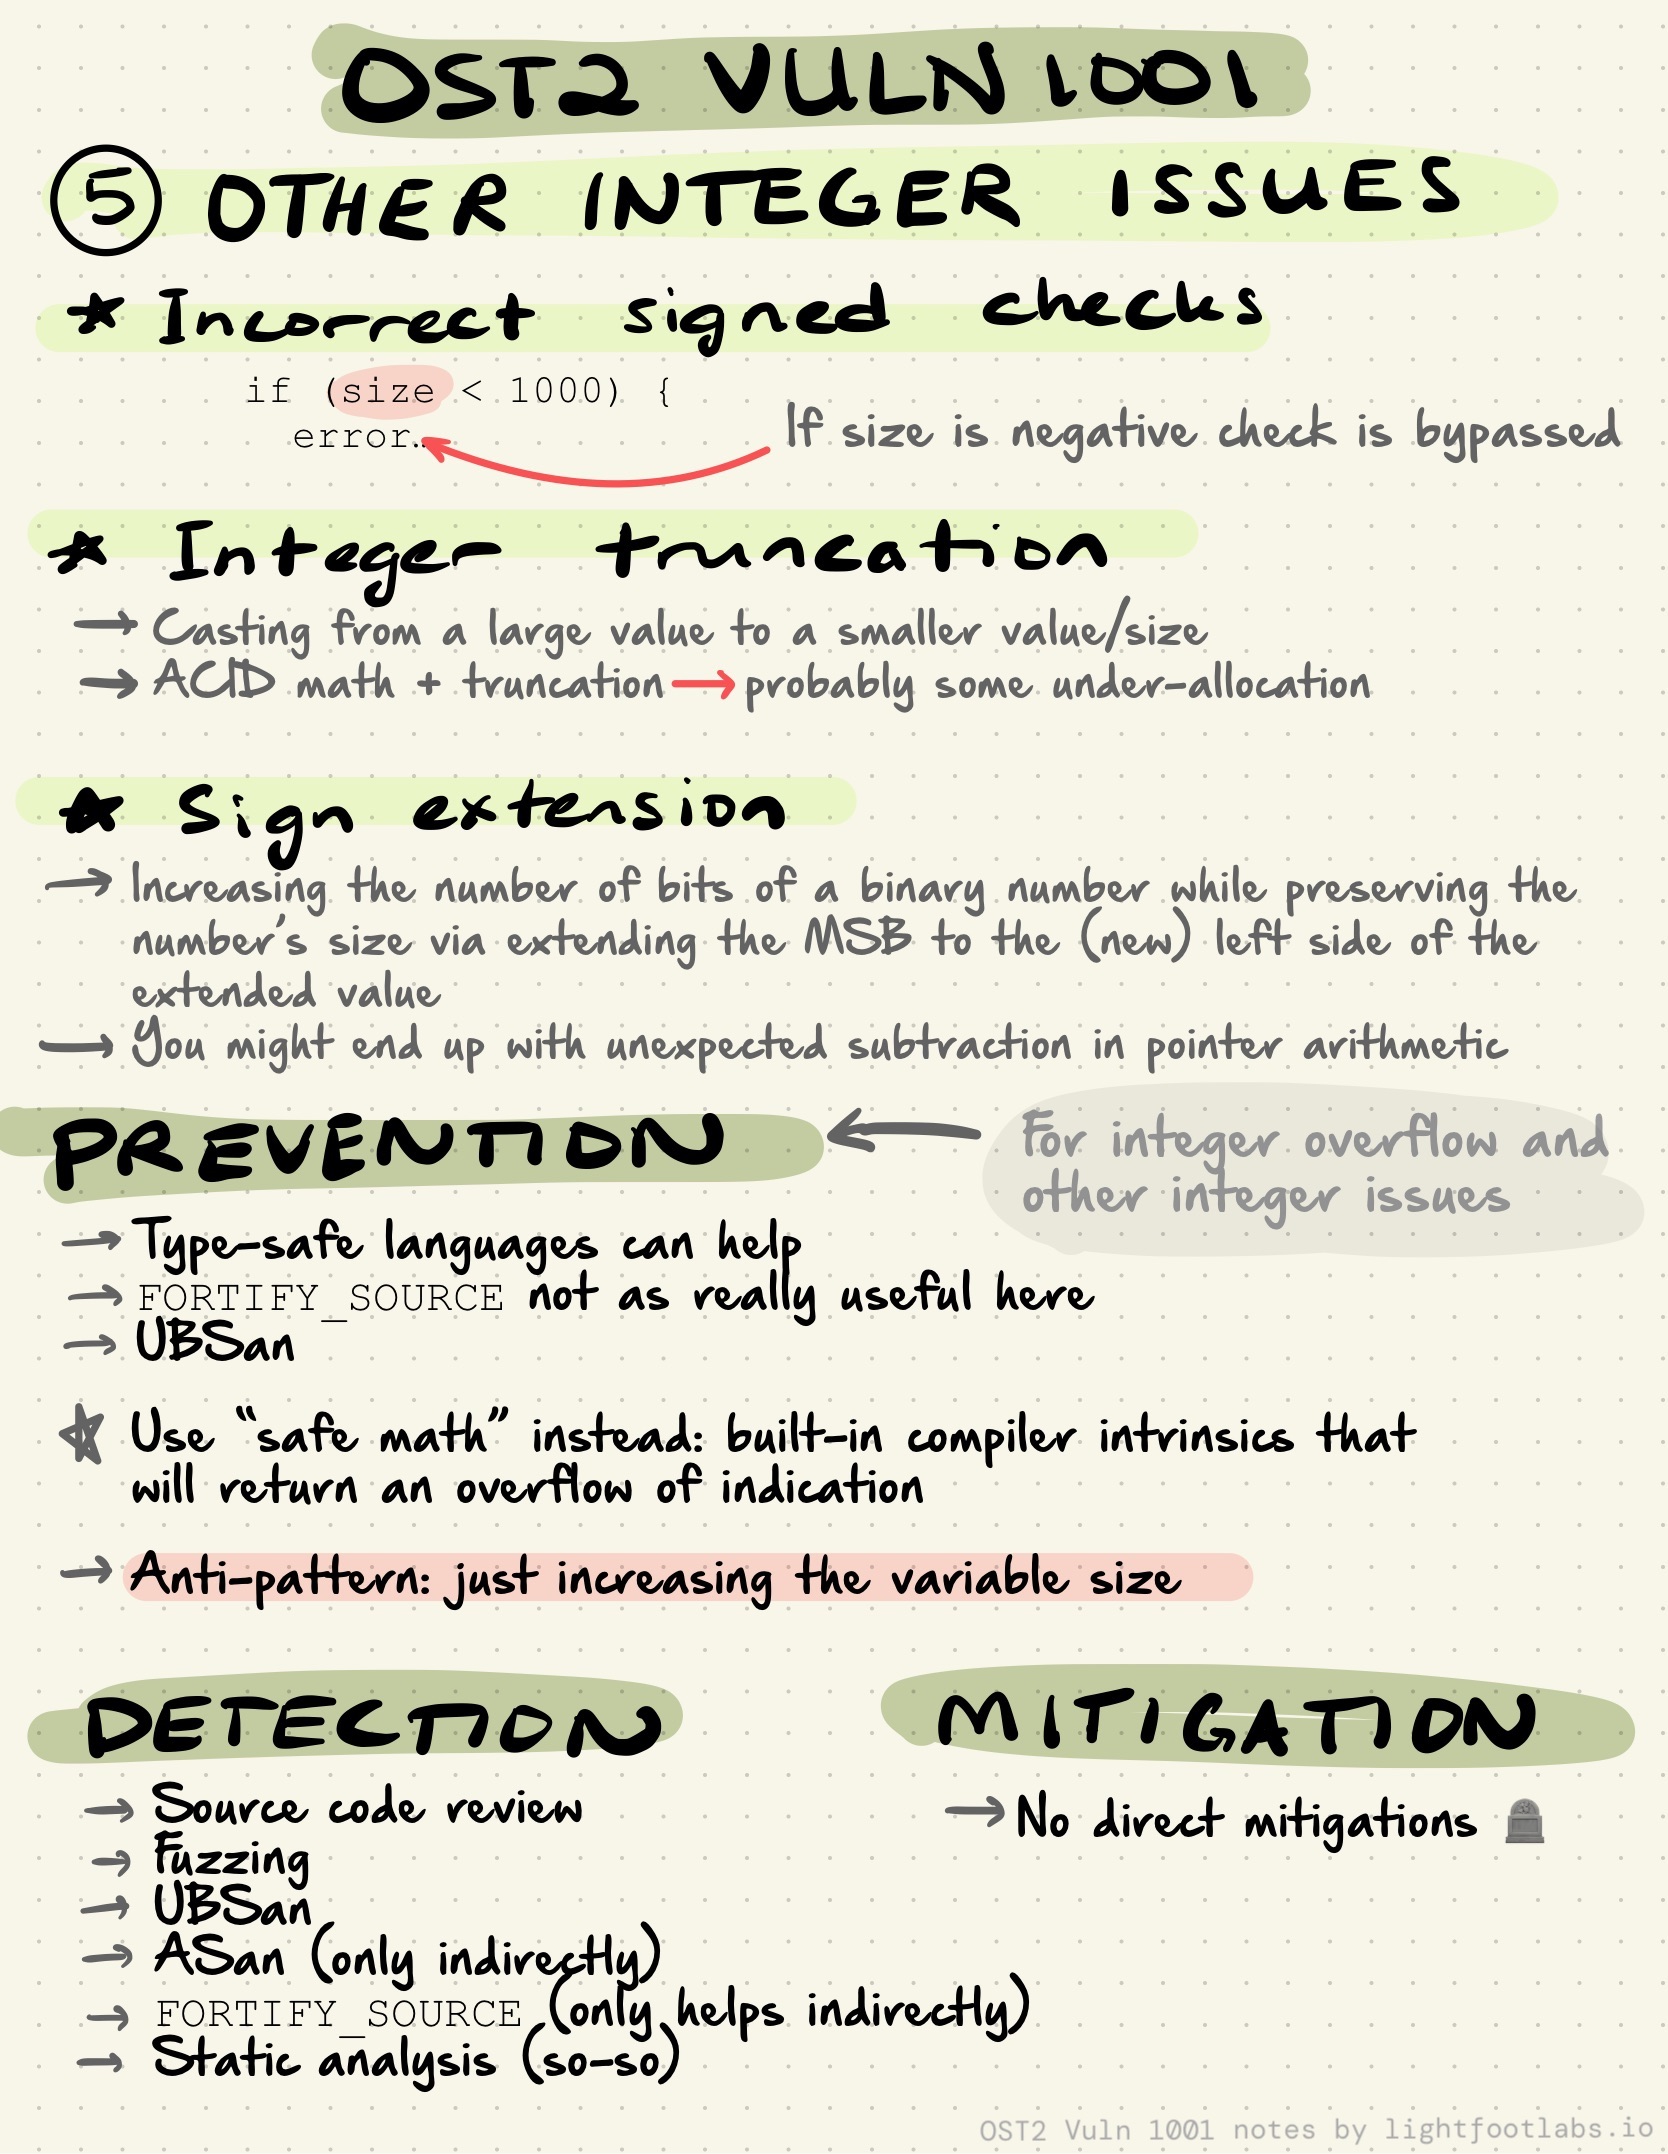 OST2 VULN 1001
5 OTHER INTEGER ISSUES
★ Incorrect signed checks
if (size < 1000) {
error…
If size is negative check is bypassed
★ Integer truncation
→ Casting from a large value to a smaller value/size
→ ACID math + truncation → probably some under-allocation
★ Sign extension
→ Increasing the number of bits of a binary number while preserving the
number's size via extending the MSB to the (new) left side of the
extended value
→ You might end up with unexpected subtraction in pointer arithmetic
PREVENTION ←
For integer overflow and
other integer issues
→ Type-safe languages can help
→ FORTIFY_SOURCE not as really useful here
→ UBSan
☆ Use “safe math” instead: built-in compiler intrinsics that
will return an overflow of indication
→ Anti-pattern: just increasing the variable size
DETECTION
→ Source code review
→ Fuzzing
→ UBSan
→ ASan (only indirectly)
→ FORTIFY_SOURCE (only helps indirectly)
→ Static analysis (so-so)
MITIGATION
→ No direct mitigations 🪦
OST2 Vuln 1001 notes by lightfootlabs.io